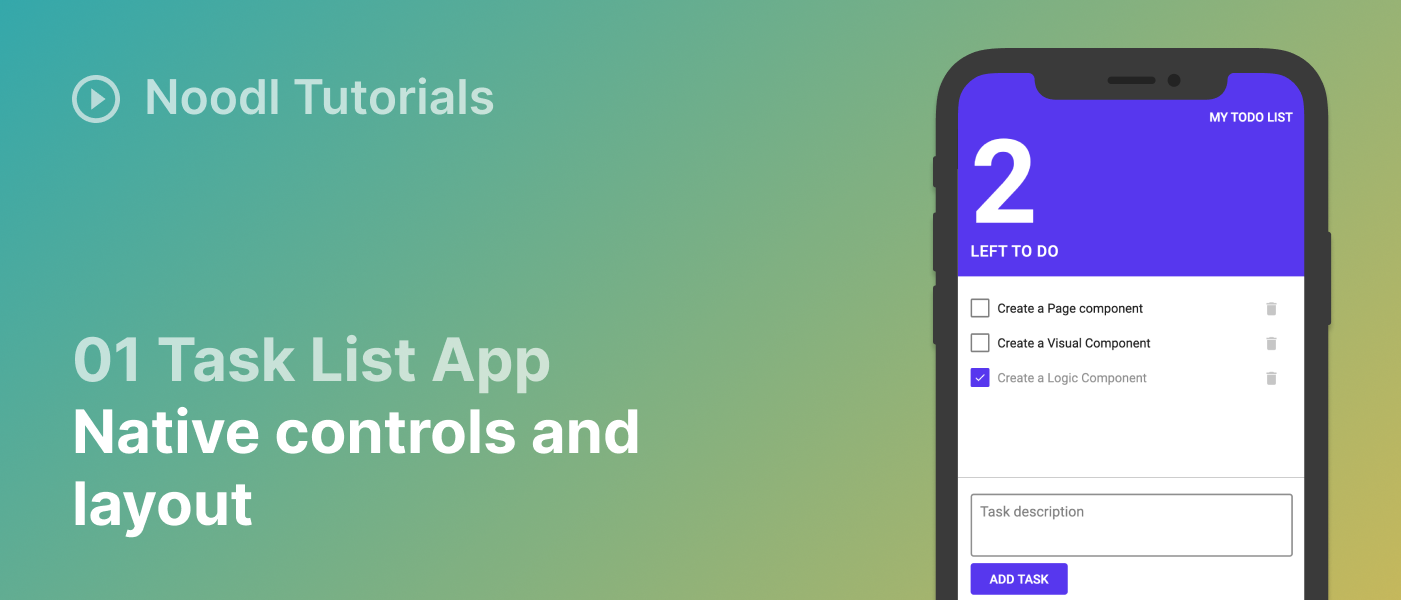 Noodl Tutorials
01 Task List App
Native controls and
layout
MY TODO LIST
2
LEFT TO DO
Create a Page component
Create a Visual Component
Create a Logic Component
Task description
ADD TASK